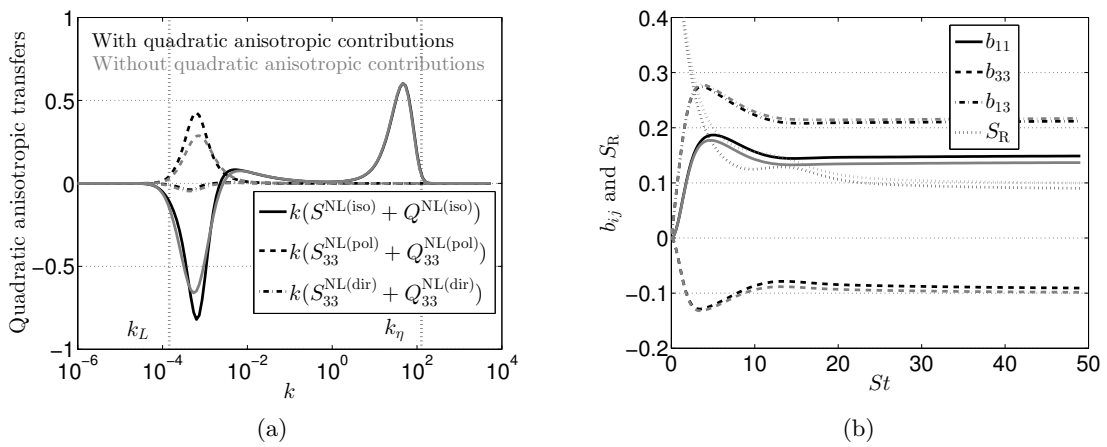 Quadratic anisotropic transfers
1
0.5
0
−0.5
−1
With quadratic anisotropic contributions
Without quadratic anisotropic contributions
k(S^NL(iso) + Q^NL(iso))
k(S_33^NL(pol) + Q_33^NL(pol))
k(S_33^NL(dir) + Q_33^NL(dir))
k_L
k_η
10^−6
10^−4
10^−2
10^0
10^2
10^4
k
(a)
b_ij and S_R
0.4
0.3
0.2
0.1
0
−0.1
−0.2
b_11
b_33
b_13
S_R
0
10
20
30
40
50
St
(b)